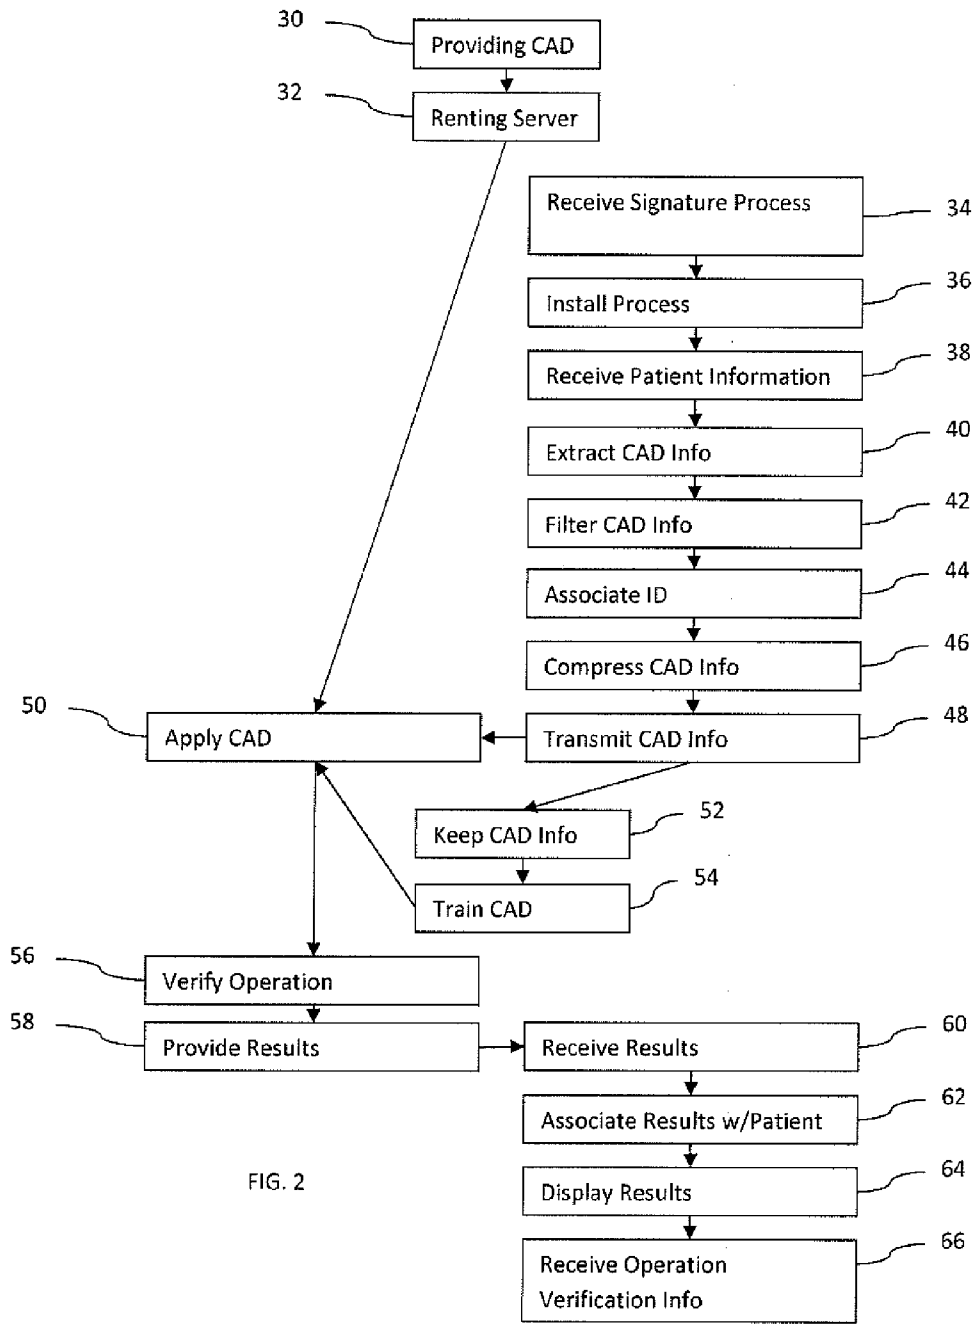 30
Providing CAD
32
Renting Server
Receive Signature Process
34
36
Install Process
38
Receive Patient Information
40
Extract CAD Info
42
Filter CAD Info
44
Associate ID
46
Compress CAD Info
50
Apply CAD
48
Transmit CAD Info
52
Keep CAD Info
54
Train CAD
56
Verify Operation
58
Provide Results
60
Receive Results
62
Associate Results w/Patient
64
Display Results
FIG. 2
66
Receive Operation
Verification Info